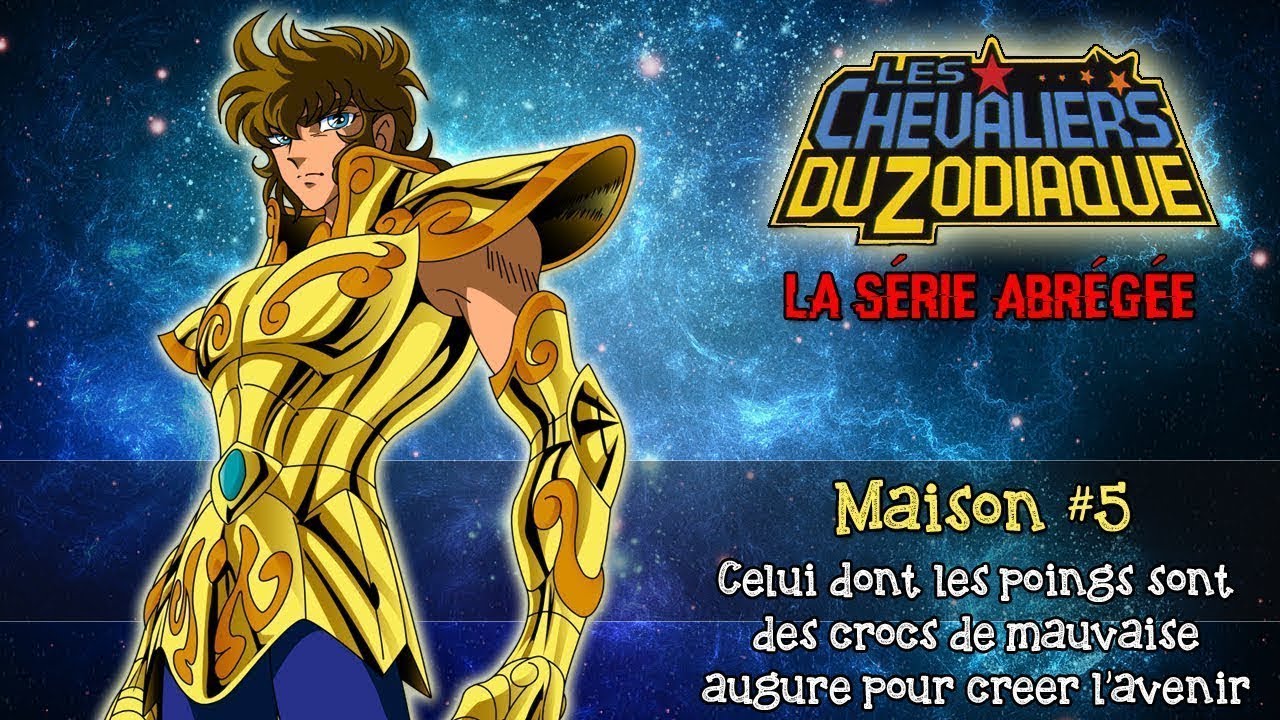 LES
CHEVALIERS
DU ZODIAQUE
LA SÉRIE ABRÉGÉE
Maison #5
Celui dont les poings sont
des crocs de mauvaise
augure pour creer l'avenir